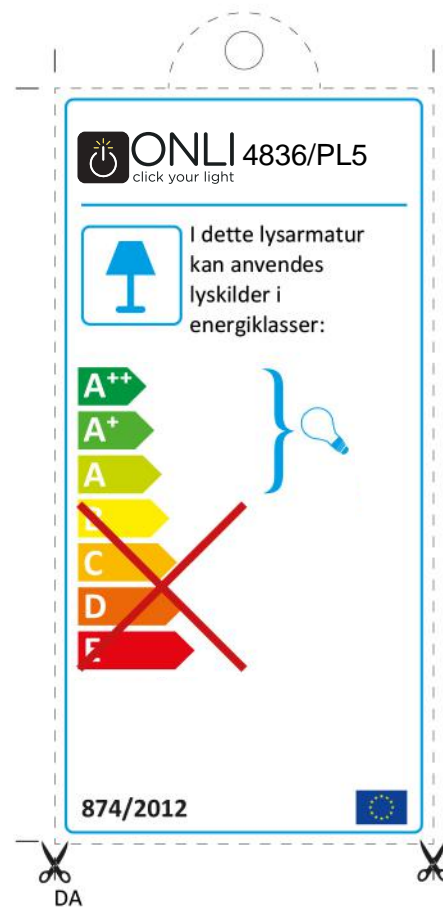 ONLI 4836/PL5
click your light
I dette lysarmatur
kan anvendes
lyskilder i
energiklasser:
A++
A+
A
B
C
D
E
874/2012
DA